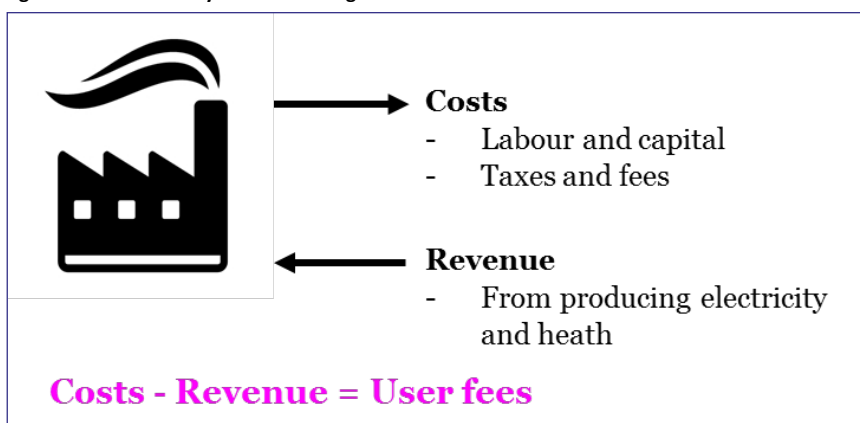 Costs
- Labour and capital
- Taxes and fees
Revenue
- From producing electricity
and heath
Costs - Revenue = User fees